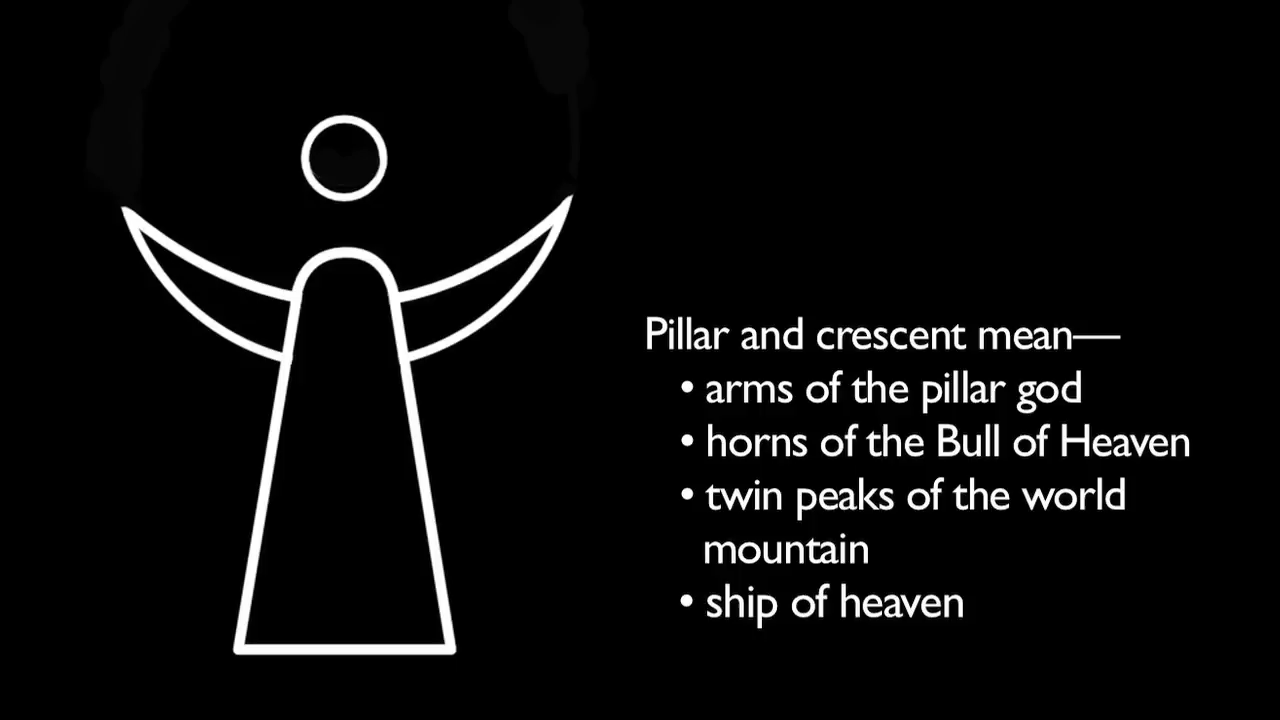 Pillar and crescent mean—
• arms of the pillar god
• horns of the Bull of Heaven
• twin peaks of the world
mountain
• ship of heaven